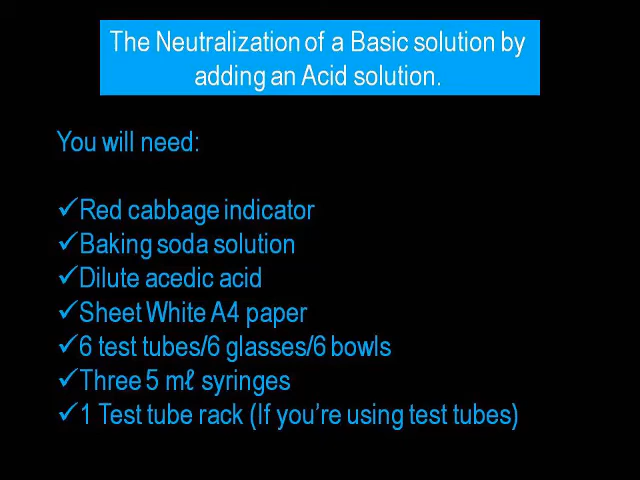 The Neutralization of a Basic solution by
adding an Acid solution.
You will need:
✓Red cabbage indicator
✓Baking soda solution
✓Dilute acedic acid
✓Sheet White A4 paper
✓6 test tubes/6 glasses/6 bowls
✓Three 5 mℓ syringes
✓1 Test tube rack (If you’re using test tubes)